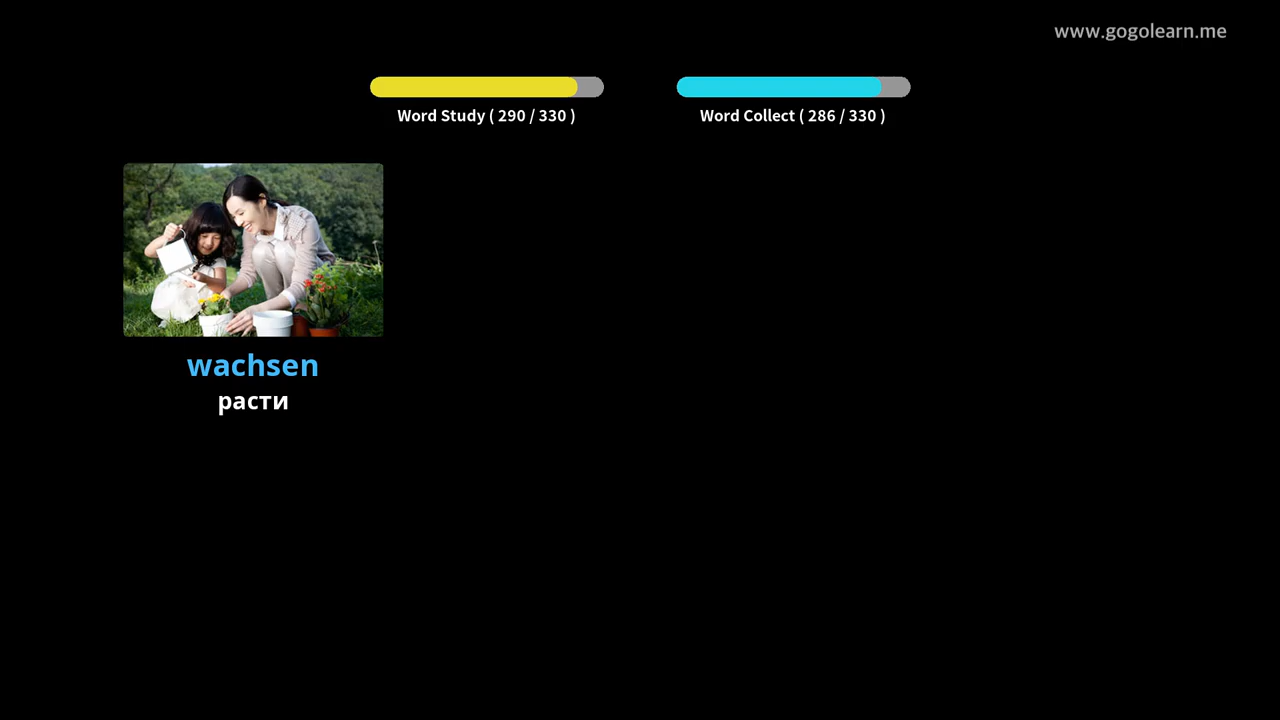 www.gogolearn.me
Word Study ( 290 / 330 )
Word Collect ( 286 / 330 )
wachsen
расти